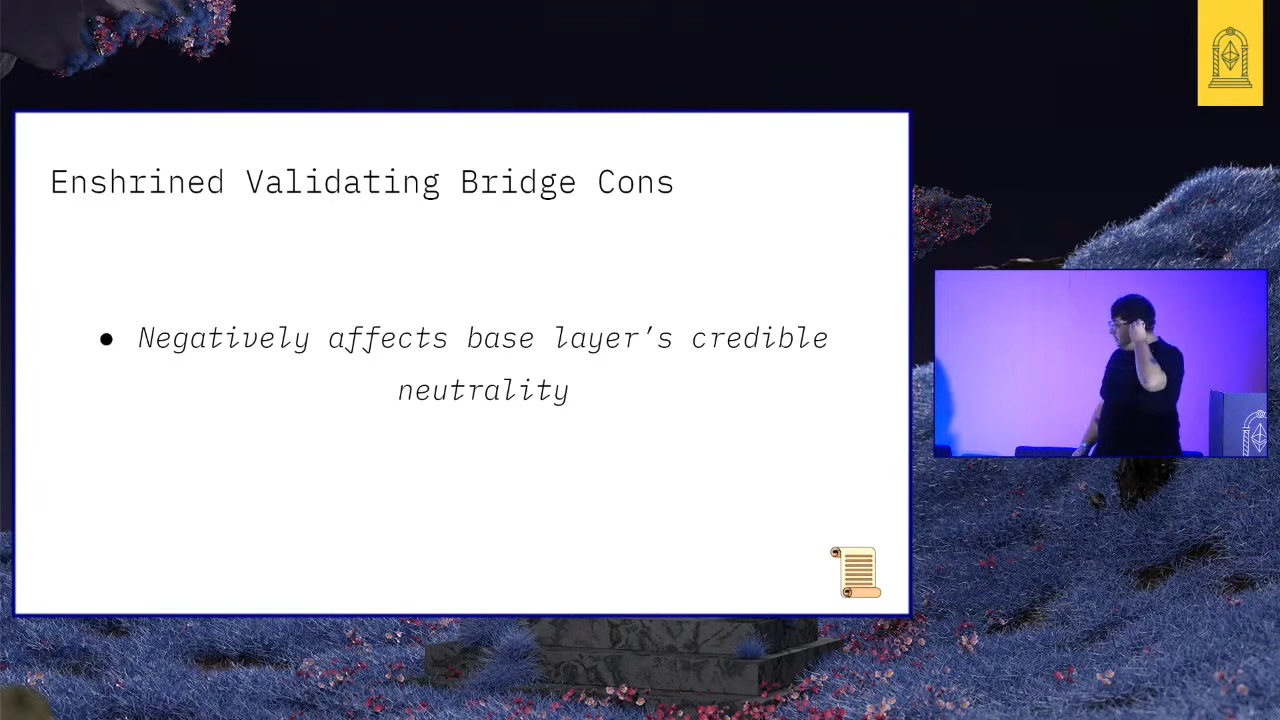 Enshrined Validating Bridge Cons
● Negatively affects base layer’s credible
neutrality